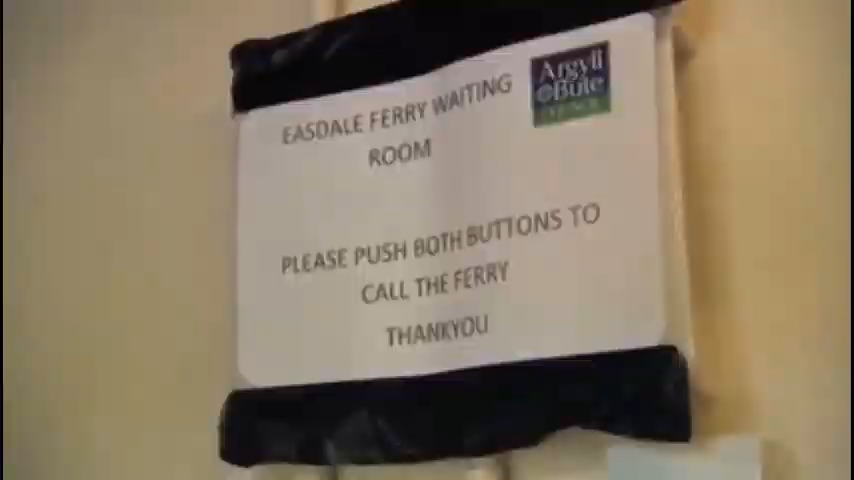 EASDALE FERRY WAITING
ROOM
Argyll
Bute
PLEASE PUSH BOTH BUTTONS TO
CALL THE FERRY
THANKYOU